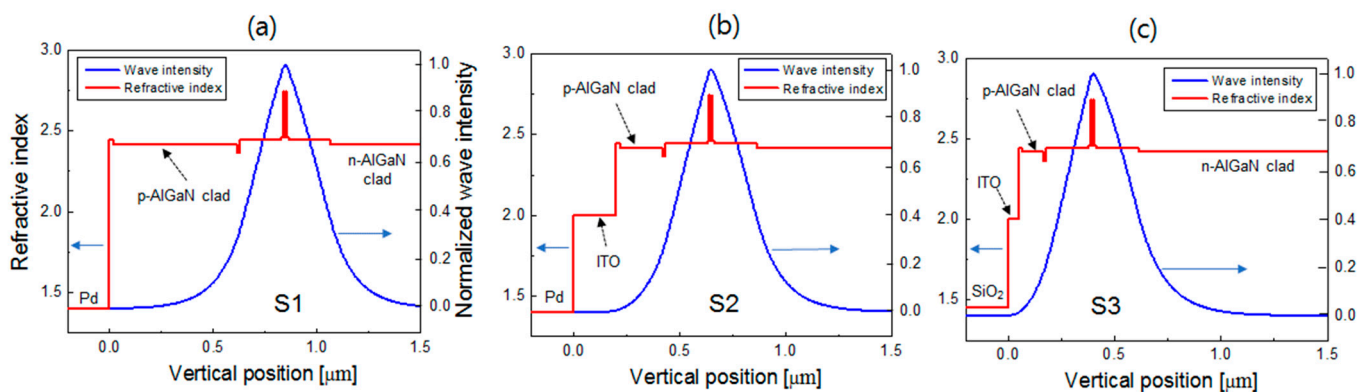 (a)
3.0
2.5
2.0
1.5
Refractive index
Wave intensity
Refractive index
p-AlGaN clad
n-AlGaN
clad
Pd
S1
1.0
0.8
0.6
0.4
0.2
0.0
Normalized wave intensity
0.0 0.5 1.0 1.5
Vertical position [μm]
(b)
3.0
2.5
2.0
1.5
p-AlGaN clad
Wave intensity
Refractive index
ITO
Pd
S2
1.0
0.8
0.6
0.4
0.2
0.0
0.0 0.5 1.0 1.5
Vertical position [μm]
(c)
3.0
2.5
2.0
1.5
p-AlGaN clad
Wave intensity
Refractive index
n-AlGaN clad
ITO
SiO2
S3
1.0
0.8
0.6
0.4
0.2
0.0
0.0 0.5 1.0 1.5
Vertical position [μm]